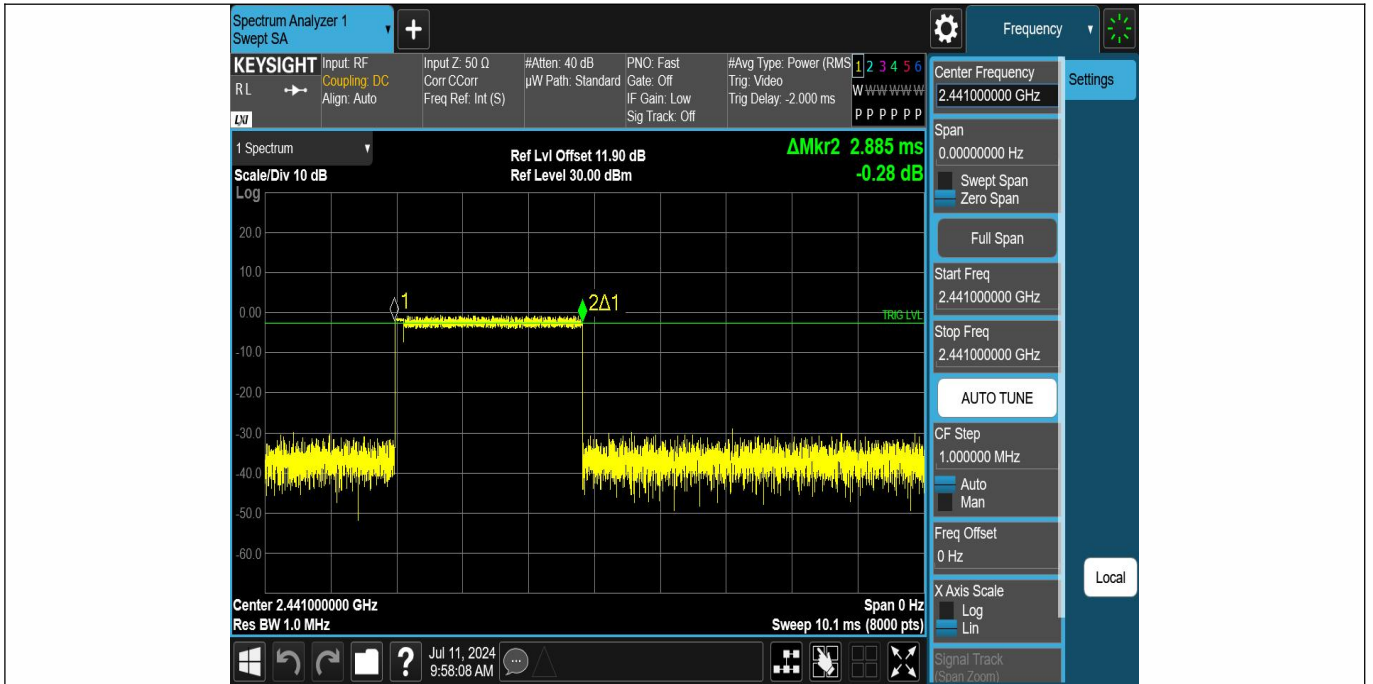 Spectrum Analyzer 1
Swept SA
+
Frequency
KEYSIGHT
RL
LXI
Input: RF
Coupling: DC
Align: Auto
Input Z: 50 Ω
Corr CCorr
Freq Ref: Int (S)
#Atten: 40 dB
µW Path: Standard
PNO: Fast
Gate: Off
IF Gain: Low
Sig Track: Off
#Avg Type: Power (RMS
Trig: Video
Trig Delay: -2.000 ms
1 2 3 4 5 6
W W W W W W
P P P P P P
1 Spectrum
Scale/Div 10 dB
Ref Lvl Offset 11.90 dB
Ref Level 30.00 dBm
ΔMkr2 2.885 ms
-0.28 dB
Log
20.0
10.0
0.00
-10.0
-20.0
-30.0
-40.0
-50.0
-60.0
1
2Δ1
TRIG LVL
Center 2.441000000 GHz
Res BW 1.0 MHz
Span 0 Hz
Sweep 10.1 ms (8000 pts)
Center Frequency
2.441000000 GHz
Settings
Span
0.00000000 Hz
Swept Span
Zero Span
Full Span
Start Freq
2.441000000 GHz
Stop Freq
2.441000000 GHz
AUTO TUNE
CF Step
1.000000 MHz
Auto
Man
Freq Offset
0 Hz
X Axis Scale
Log
Lin
Local
Signal Track
(Span Zoom)
?
Jul 11, 2024
9:58:08 AM